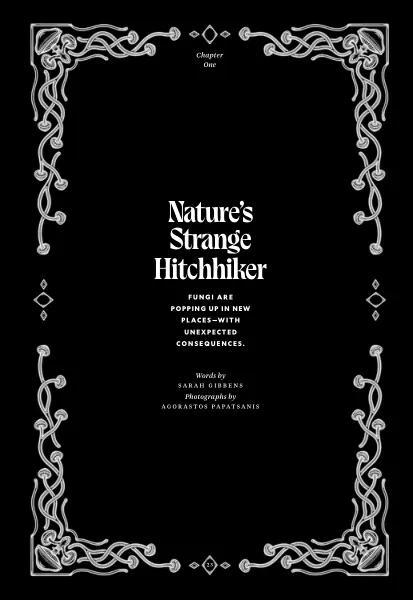 Chapter
One
Nature's
Strange
Hitchhiker
FUNGI ARE
POPPING UP IN NEW
PLACES—WITH
UNEXPECTED
CONSEQUENCES.
Words by
SARAH GIBBENS
Photographs by
AGORASTOS PAPATSANIS